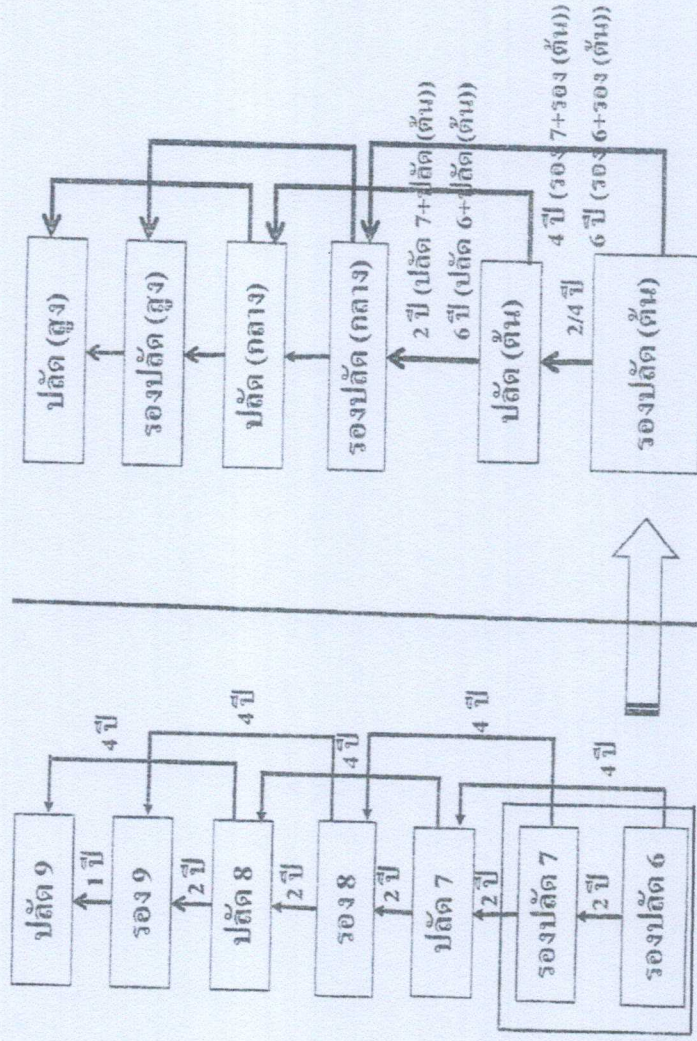 ปลัด 9
1 ปี
4 ปี
รอง 9
2 ปี
4 ปี
ปลัด 8
2 ปี
4 ปี
รอง 8
2 ปี
4 ปี
ปลัด 7
2 ปี
รองปลัด 7
2 ปี
4 ปี
รองปลัด 6
ปลัด (สูง)
รองปลัด (สูง)
ปลัด (กลาง)
รองปลัด (กลาง)
2 ปี (ปลัด 7+ปลัด (ต้น))
6 ปี (ปลัด 6+ปลัด (ต้น))
ปลัด (ต้น)
2/4 ปี
4 ปี (รอง 7+รอง (ต้น))
6 ปี (รอง 6+รอง (ต้น))
รองปลัด (ต้น)